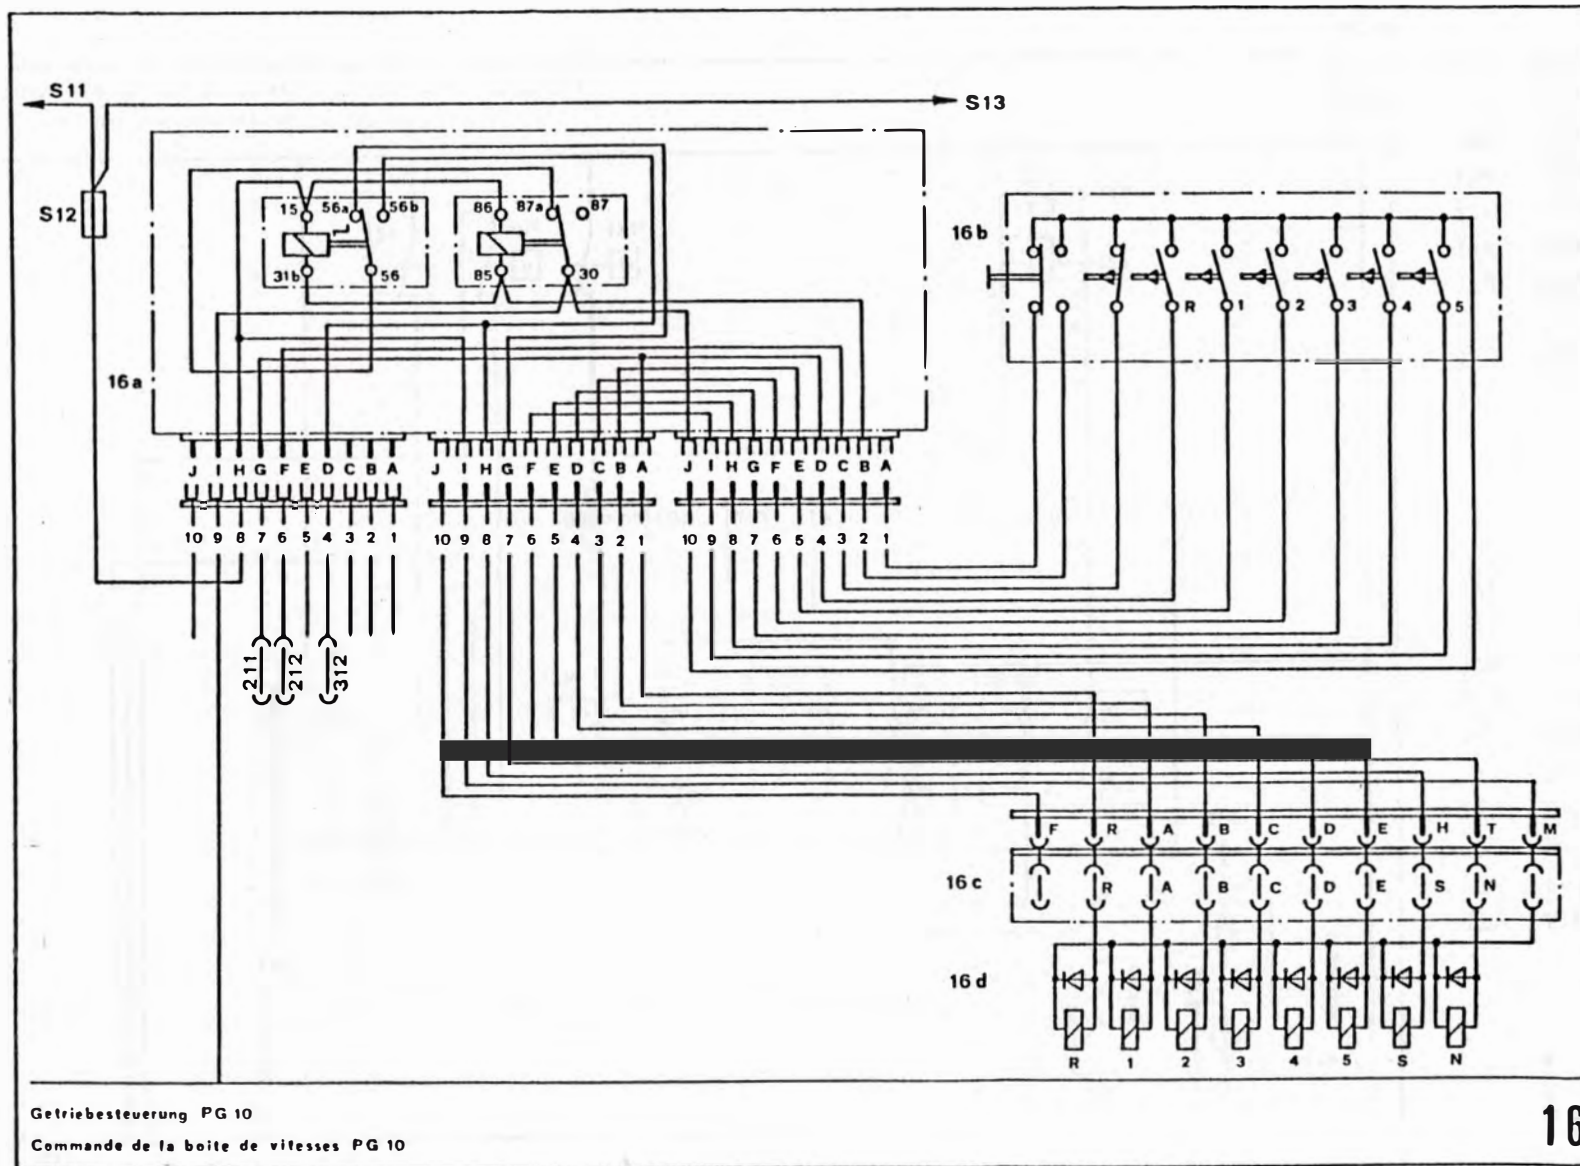 S11
S13
S12
15 56a 56b 86 87a 87
16b
31b 56 85 30
R 1 2 3 4 5
16a
J I H G F E D C B A J I H G F E D C B A J I H G F E D C B A
10 9 8 7 6 5 4 3 2 1 10 9 8 7 6 5 4 3 2 1 10 9 8 7 6 5 4 3 2 1
211 212 312
F R A B C D E H T M
16c
R A B C D E S N
16d
R 1 2 3 4 5 S N
Getriebesteuerung PG 10
Commande de la boite de vitesses PG 10
16